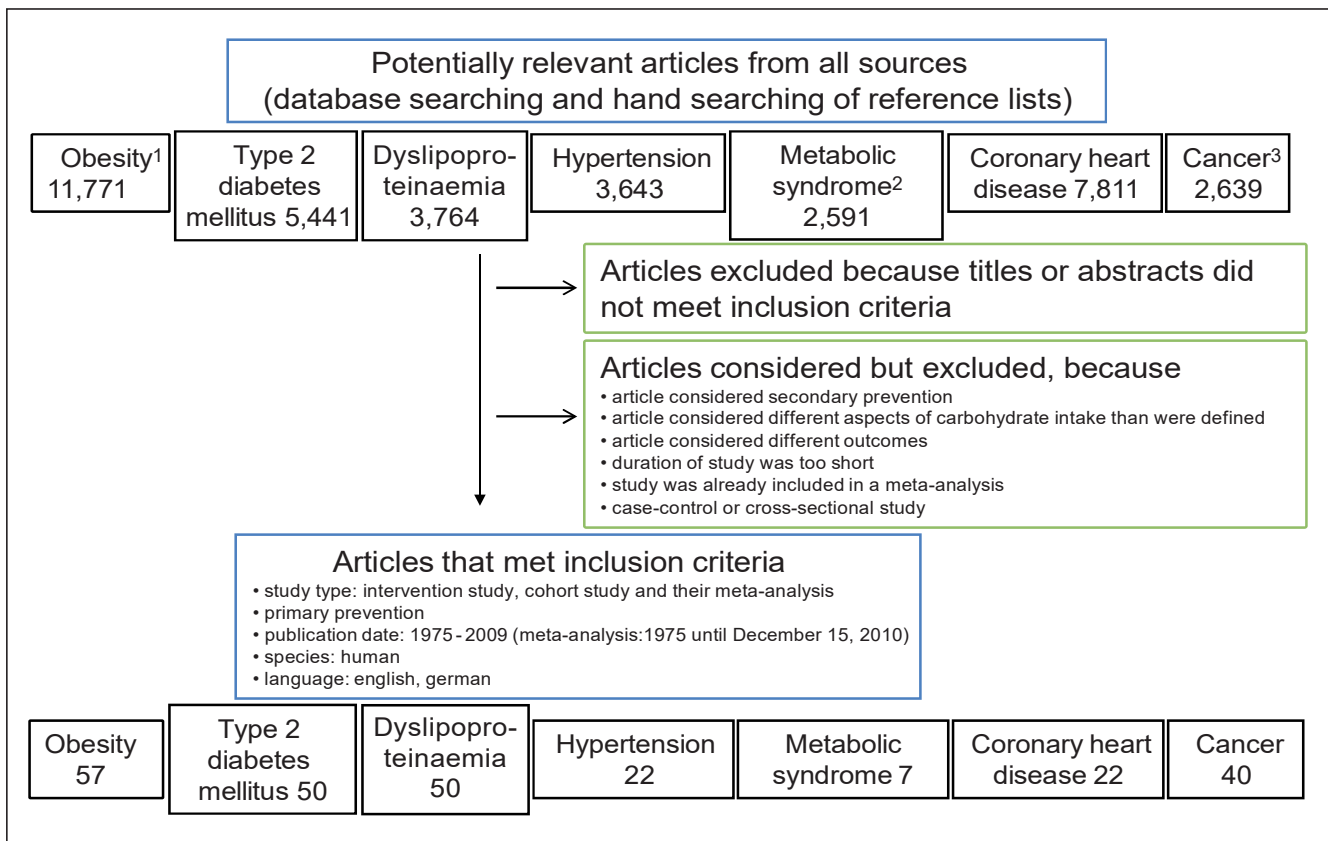 Potentially relevant articles from all sources
(database searching and hand searching of reference lists)
Obesity1
11,771
Type 2
diabetes
mellitus 5,441
Dyslipopro-
teinaemia
3,764
Hypertension
3,643
Metabolic
syndrome2
2,591
Coronary heart
disease 7,811
Cancer3
2,639
Articles excluded because titles or abstracts did
not meet inclusion criteria
Articles considered but excluded, because
• article considered secondary prevention
• article considered different aspects of carbohydrate intake than were defined
• article considered different outcomes
• duration of study was too short
• study was already included in a meta-analysis
• case-control or cross-sectional study
Articles that met inclusion criteria
• study type: intervention study, cohort study and their meta-analysis
• primary prevention
• publication date: 1975-2009 (meta-analysis:1975 until December 15, 2010)
• species: human
• language: english, german
Obesity
57
Type 2
diabetes
mellitus 50
Dyslipopro-
teinaemia
50
Hypertension
22
Metabolic
syndrome 7
Coronary heart
disease 22
Cancer
40